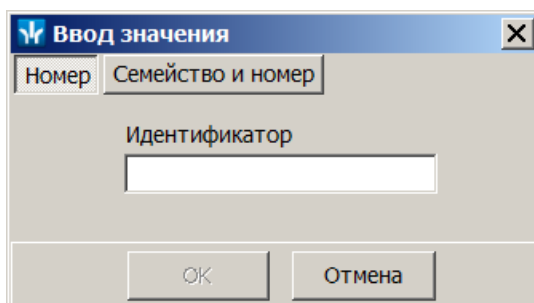 Ввод значения
Номер Семейство и номер
Идентификатор
OK Отмена